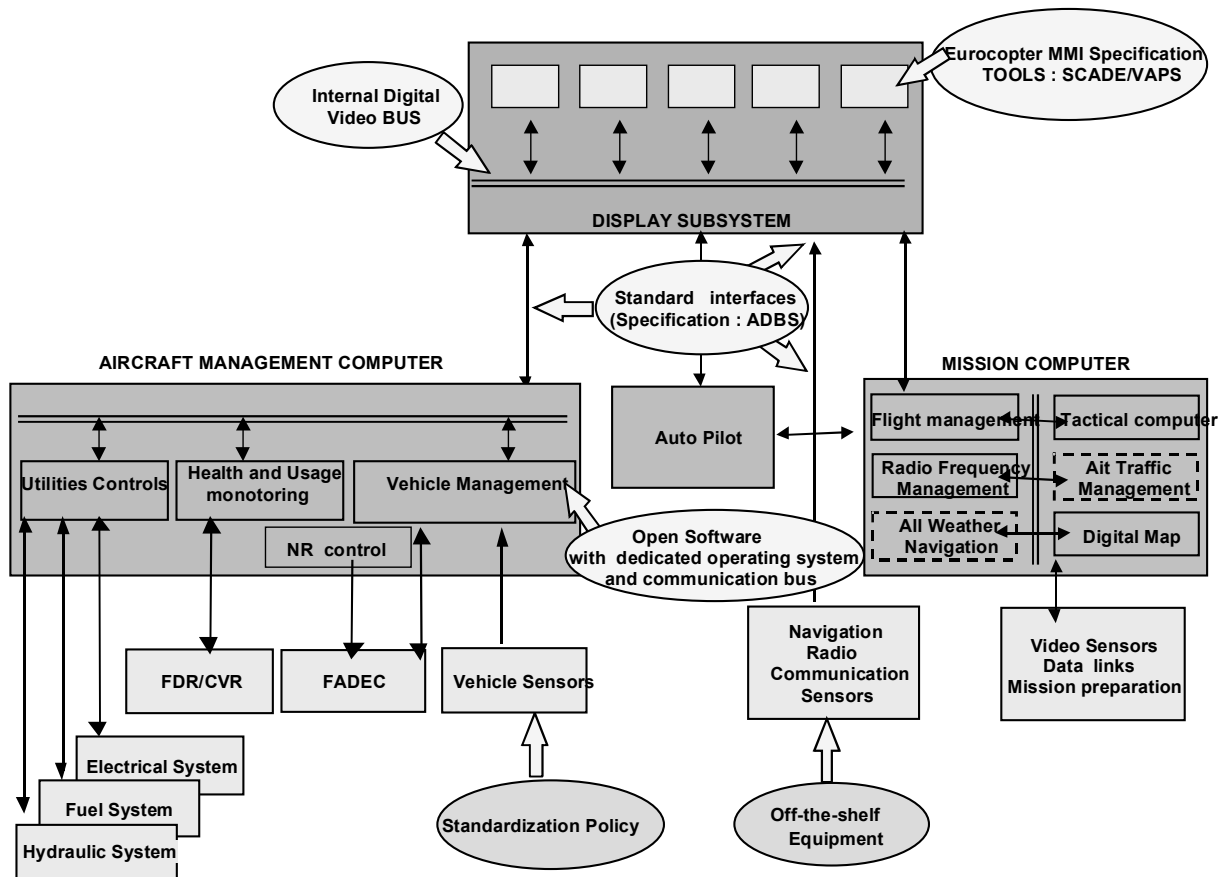 Eurocopter MMI Specification
TOOLS : SCADE/VAPS
Internal Digital
Video BUS
DISPLAY SUBSYSTEM
Standard interfaces
(Specification : ADBS)
AIRCRAFT MANAGEMENT COMPUTER
MISSION COMPUTER
Auto Pilot
Flight management
Tactical computer
Utilities Controls
Health and Usage
monotoring
Vehicle Management
Radio Frequency
Management
Ait Traffic
Management
NR control
Open Software
with dedicated operating system
and communication bus
All Weather
Navigation
Digital Map
FDR/CVR
FADEC
Vehicle Sensors
Navigation
Radio
Communication
Sensors
Video Sensors
Data links
Mission preparation
Electrical System
Fuel System
Hydraulic System
Standardization Policy
Off-the-shelf
Equipment